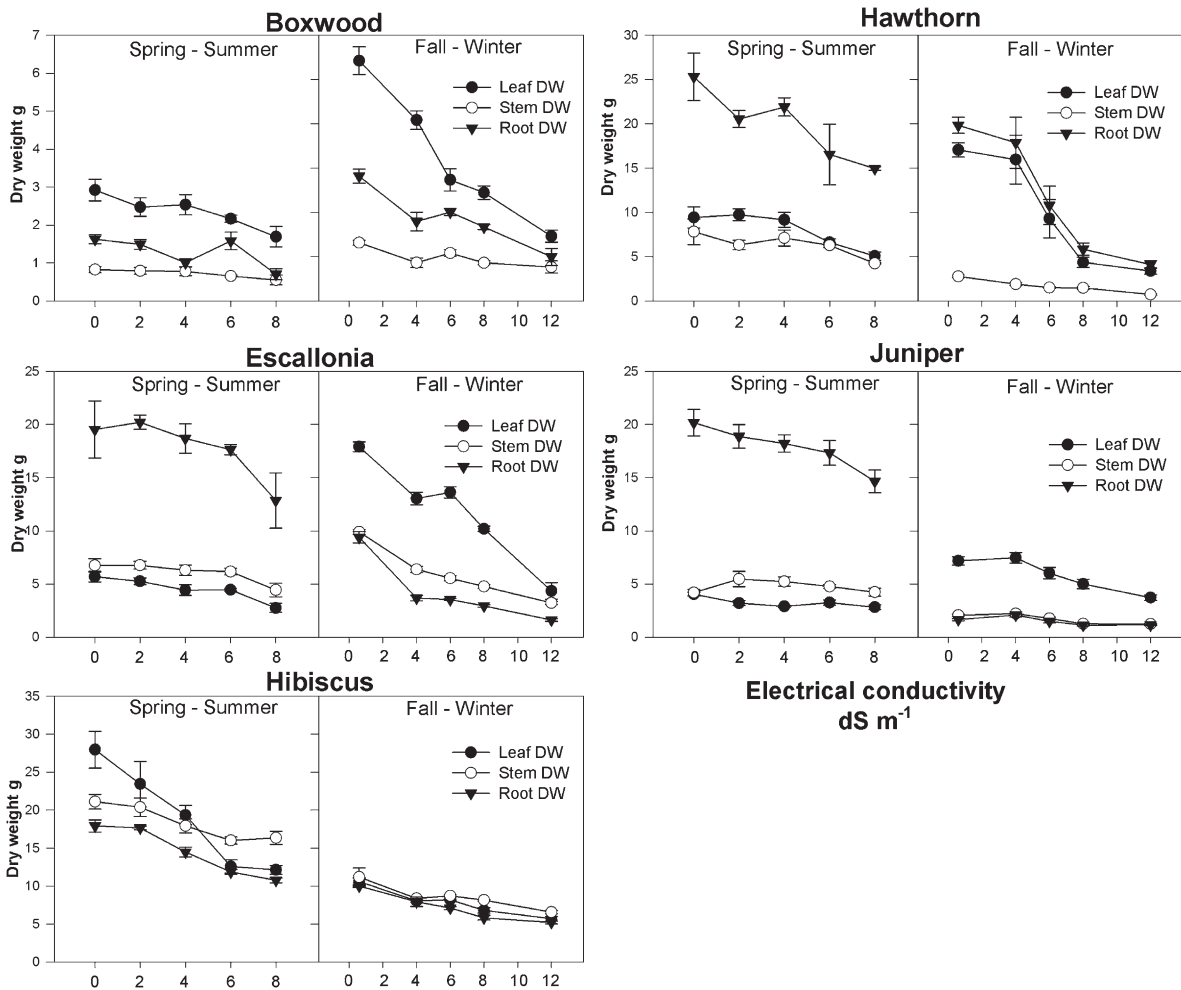 Boxwood
Spring - Summer
Fall - Winter
Leaf DW
Stem DW
Root DW
Dry weight g
7
6
5
4
3
2
1
0
0 2 4 6 8
0 2 4 6 8 10 12
Hawthorn
Spring - Summer
Fall - Winter
Leaf DW
Stem DW
Root DW
Dry weight g
30
25
20
15
10
5
0
0 2 4 6 8
0 2 4 6 8 10 12
Escallonia
Spring - Summer
Fall - Winter
Leaf DW
Stem DW
Root DW
Dry weight g
25
20
15
10
5
0
0 2 4 6 8
0 2 4 6 8 10 12
Juniper
Spring - Summer
Fall - Winter
Leaf DW
Stem DW
Root DW
25
20
15
10
5
0
0 2 4 6 8
0 2 4 6 8 10 12
Hibiscus
Spring - Summer
Fall - Winter
Leaf DW
Stem DW
Root DW
Dry weight g
35
30
25
20
15
10
5
0
0 2 4 6 8
0 2 4 6 8 10 12
Electrical conductivity
dS m⁻¹